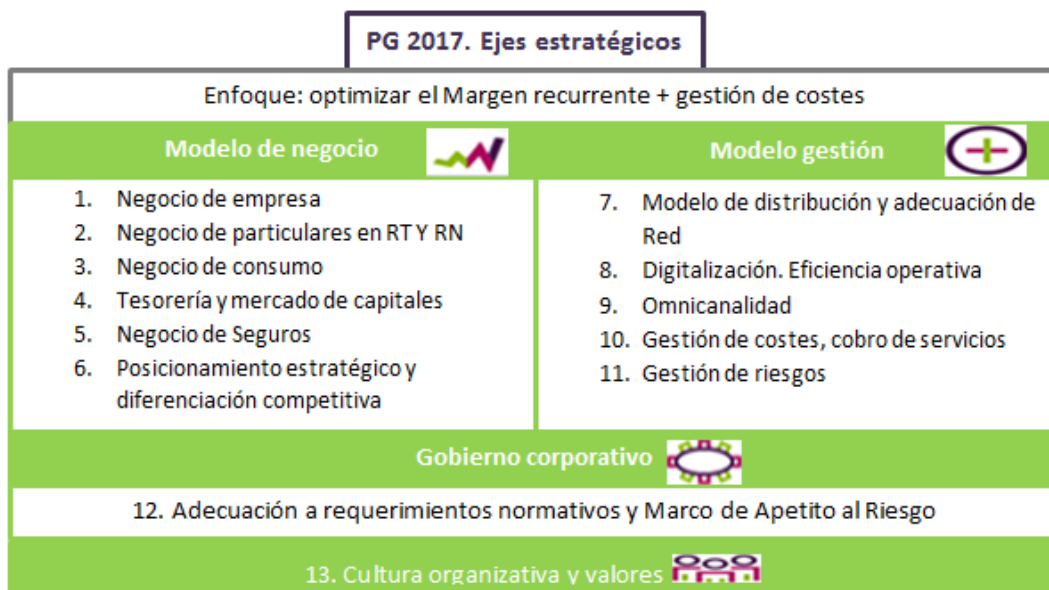 PG 2017. Ejes estratégicos
Enfoque: optimizar el Margen recurrente + gestión de costes
Modelo de negocio
1. Negocio de empresa
2. Negocio de particulares en RT Y RN
3. Negocio de consumo
4. Tesorería y mercado de capitales
5. Negocio de Seguros
6. Posicionamiento estratégico y
diferenciación competitiva
Modelo gestión
7. Modelo de distribución y adecuación de
Red
8. Digitalización. Eficiencia operativa
9. Omnicanalidad
10. Gestión de costes, cobro de servicios
11. Gestión de riesgos
Gobierno corporativo
12. Adecuación a requerimientos normativos y Marco de Apetito al Riesgo
13. Cultura organizativa y valores